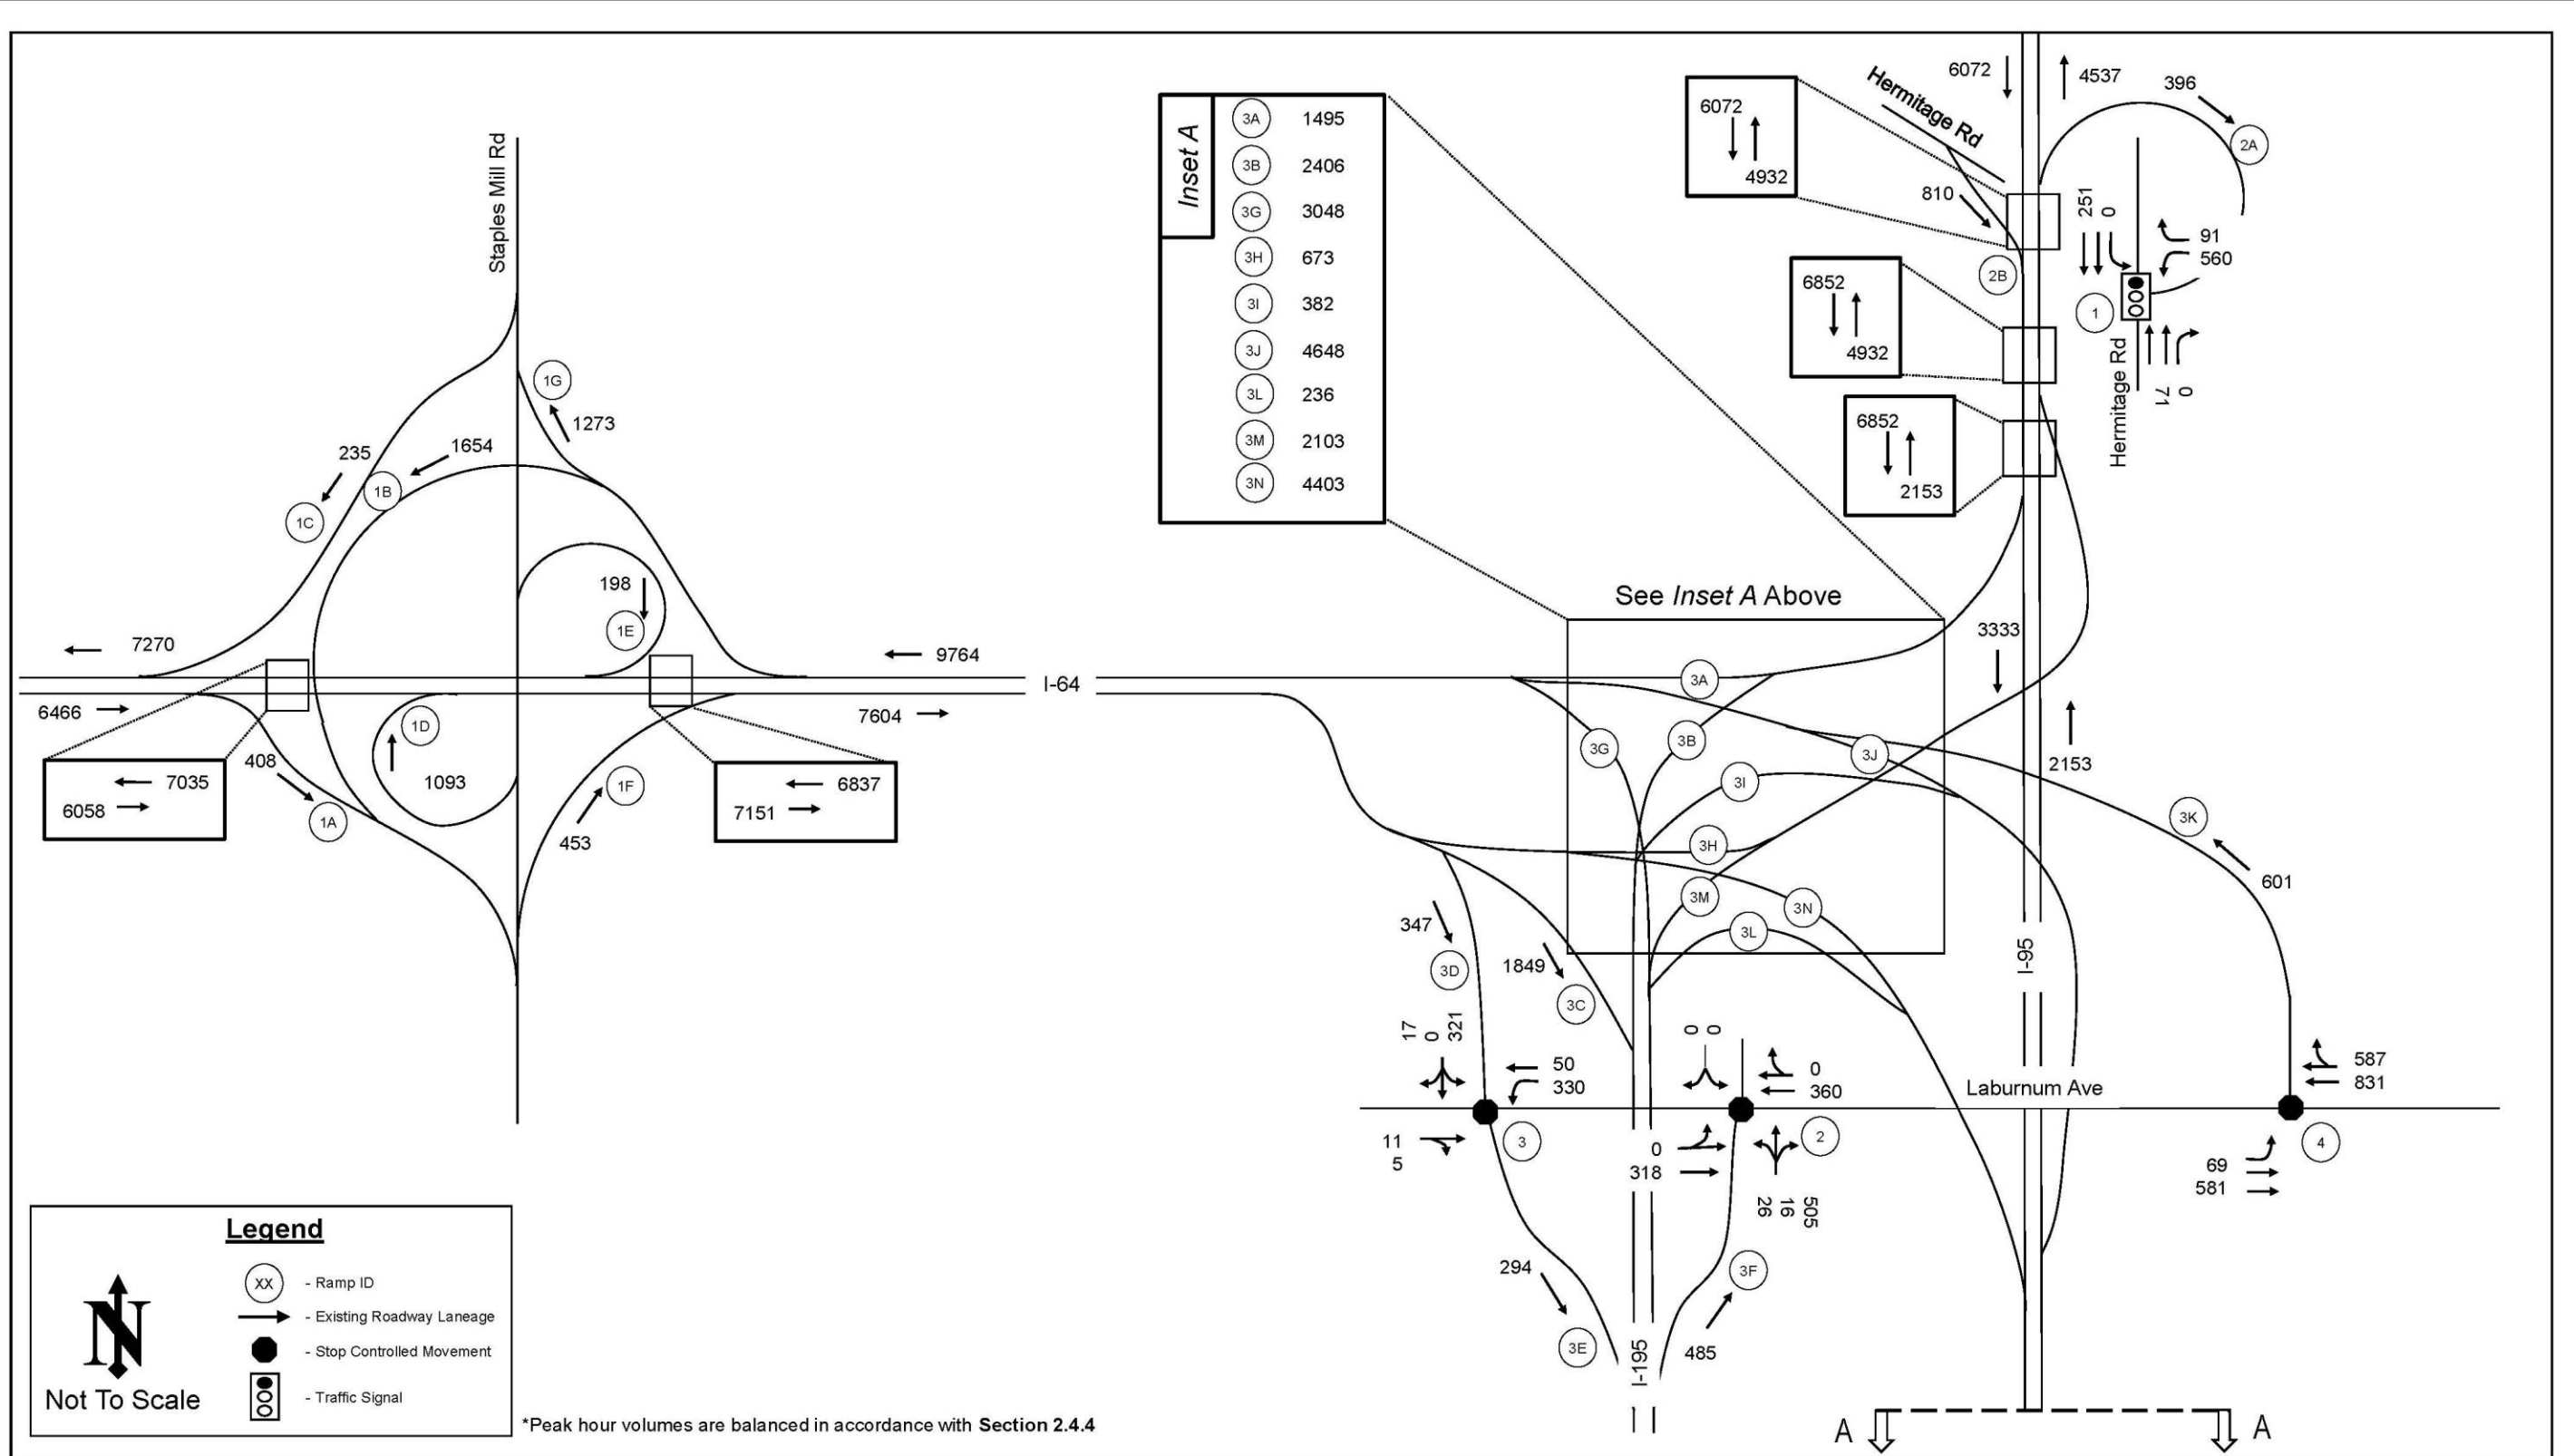 Staples Mill Rd
1G
1273
235
1654
1B
1C
198
1E
7270
9764
I-64
6466
7604
1D
408
1093
1F
453
1A
7035
6058
6837
7151
Inset A
3A 1495
3B 2406
3G 3048
3H 673
3I 382
3J 4648
3L 236
3M 2103
3N 4403
6072
4537
396
2A
Hermitage Rd
6072
4932
810
2B
251
0
91
560
1
Hermitage Rd
71
0
6852
4932
6852
2153
See Inset A Above
3333
2153
3A
3B
3G
3J
3I
3H
3M
3N
3L
3K
601
I-95
347
3D
1849
3C
17
0
321
50
330
11
5
3
0
0
0
360
0
318
2
26
16
505
Laburnum Ave
587
831
69
581
4
294
3E
3F
485
I-195
A
A
Legend
XX - Ramp ID
- Existing Roadway Laneage
- Stop Controlled Movement
- Traffic Signal
N
Not To Scale
*Peak hour volumes are balanced in accordance with Section 2.4.4